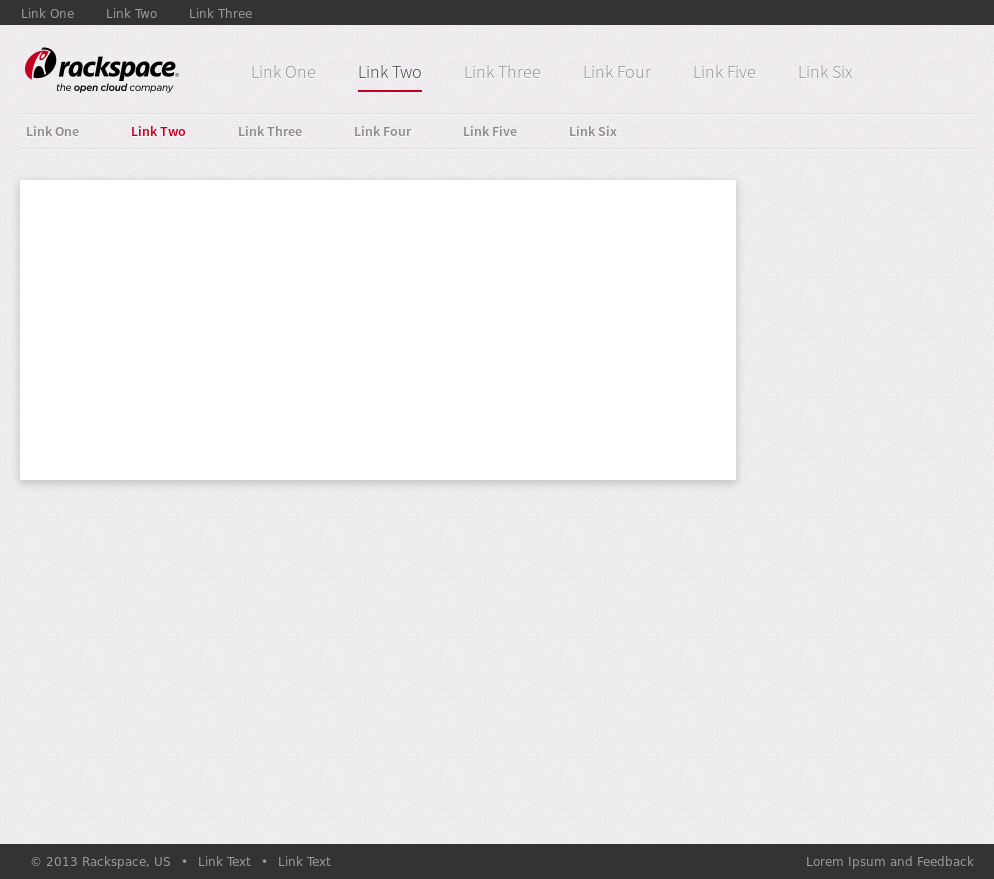 Link One Link Two Link Three
rackspace®
the open cloud company
Link One Link Two Link Three Link Four Link Five Link Six
Link One Link Two Link Three Link Four Link Five Link Six
© 2013 Rackspace, US • Link Text • Link Text Lorem Ipsum and Feedback